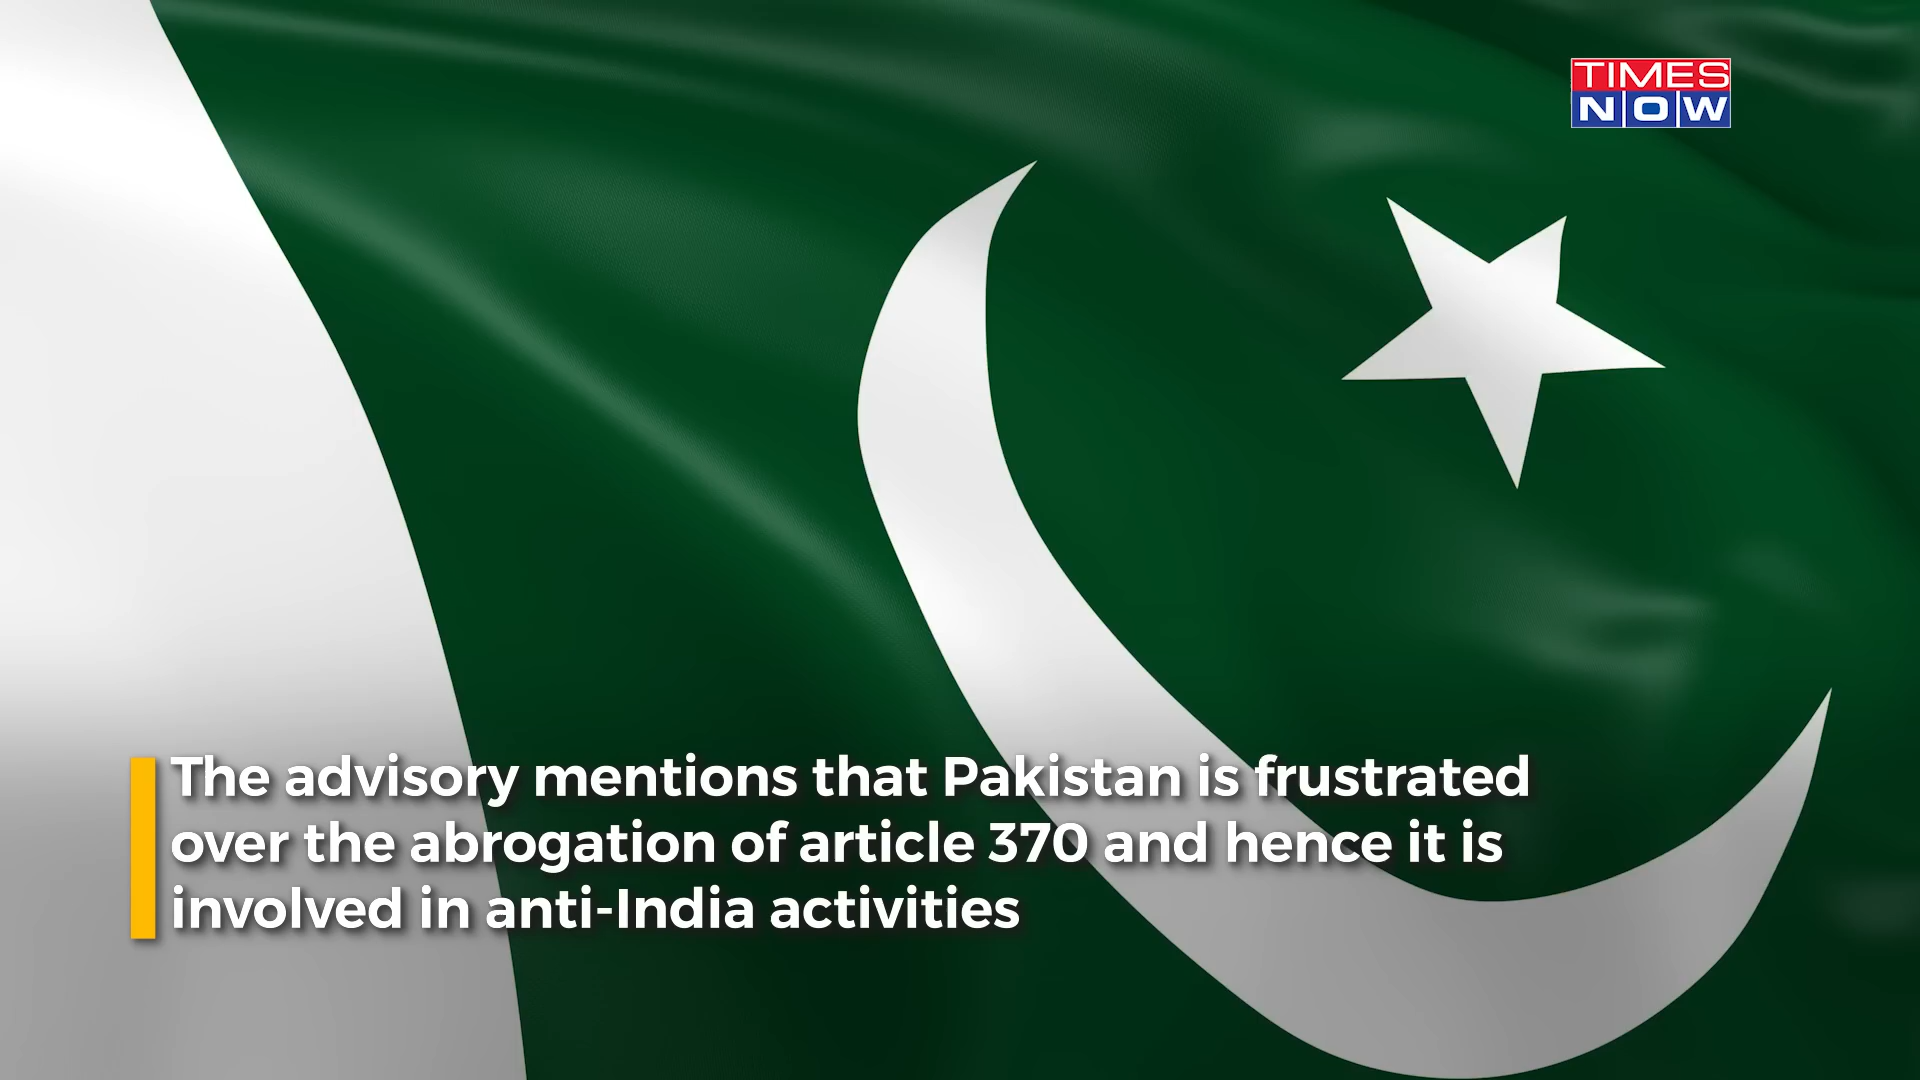 TIMES
NOW
The advisory mentions that Pakistan is frustrated
over the abrogation of article 370 and hence it is
involved in anti-India activities